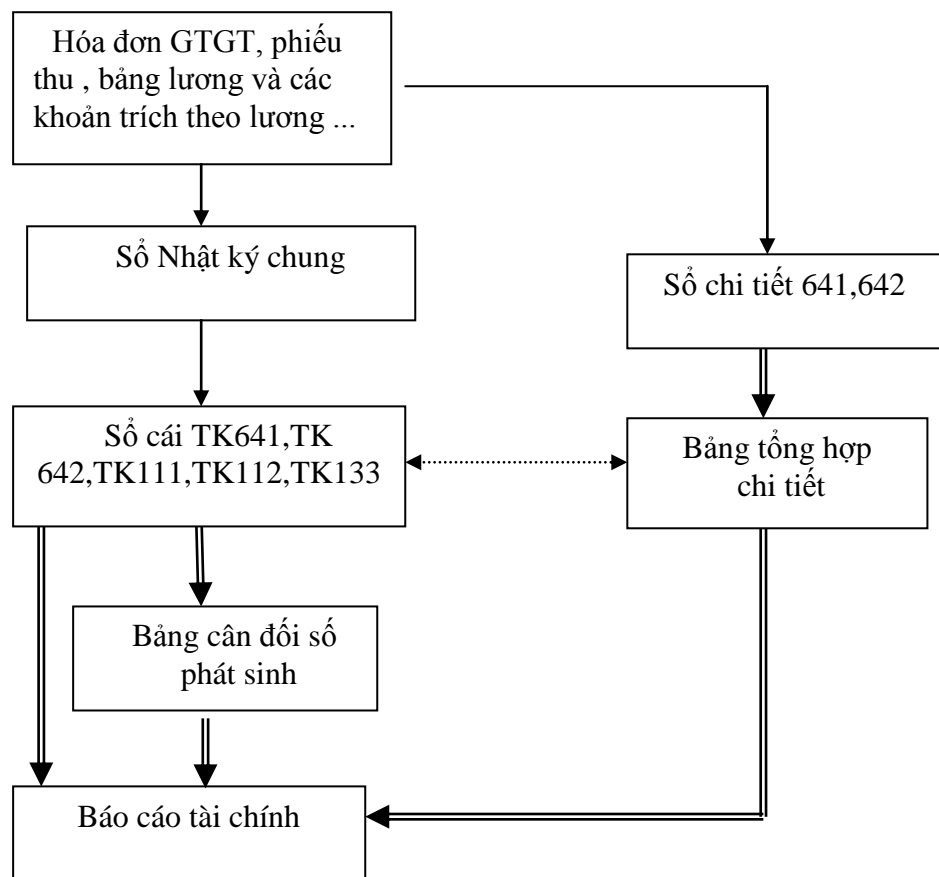 Hóa đơn GTGT, phiếu
thu , bảng lương và các
khoản trích theo lương ...
Sổ Nhật ký chung
Sổ chi tiết 641,642
Sổ cái TK641,TK
642,TK111,TK112,TK133
Bảng tổng hợp
chi tiết
Bảng cân đối số
phát sinh
Báo cáo tài chính